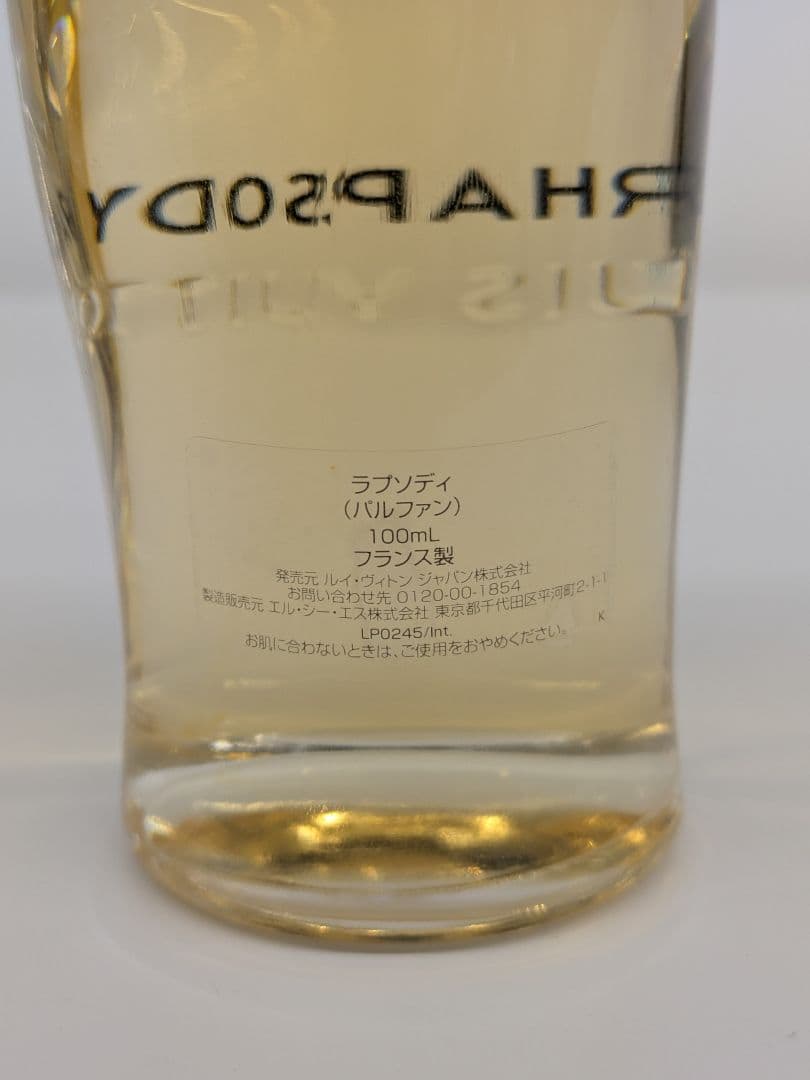 RHAPSODY
UIS VUITTO
ラプソディ
（パルファン）
100mL
フランス製
発売元 ルイ・ヴィトン ジャパン株式会社
お問い合わせ先 0120-00-1854
製造販売元 エル・シー・エス株式会社 東京都千代田区平河町2-1-1
LP0245/Int.
K
お肌に合わないときは、ご使用をおやめください。